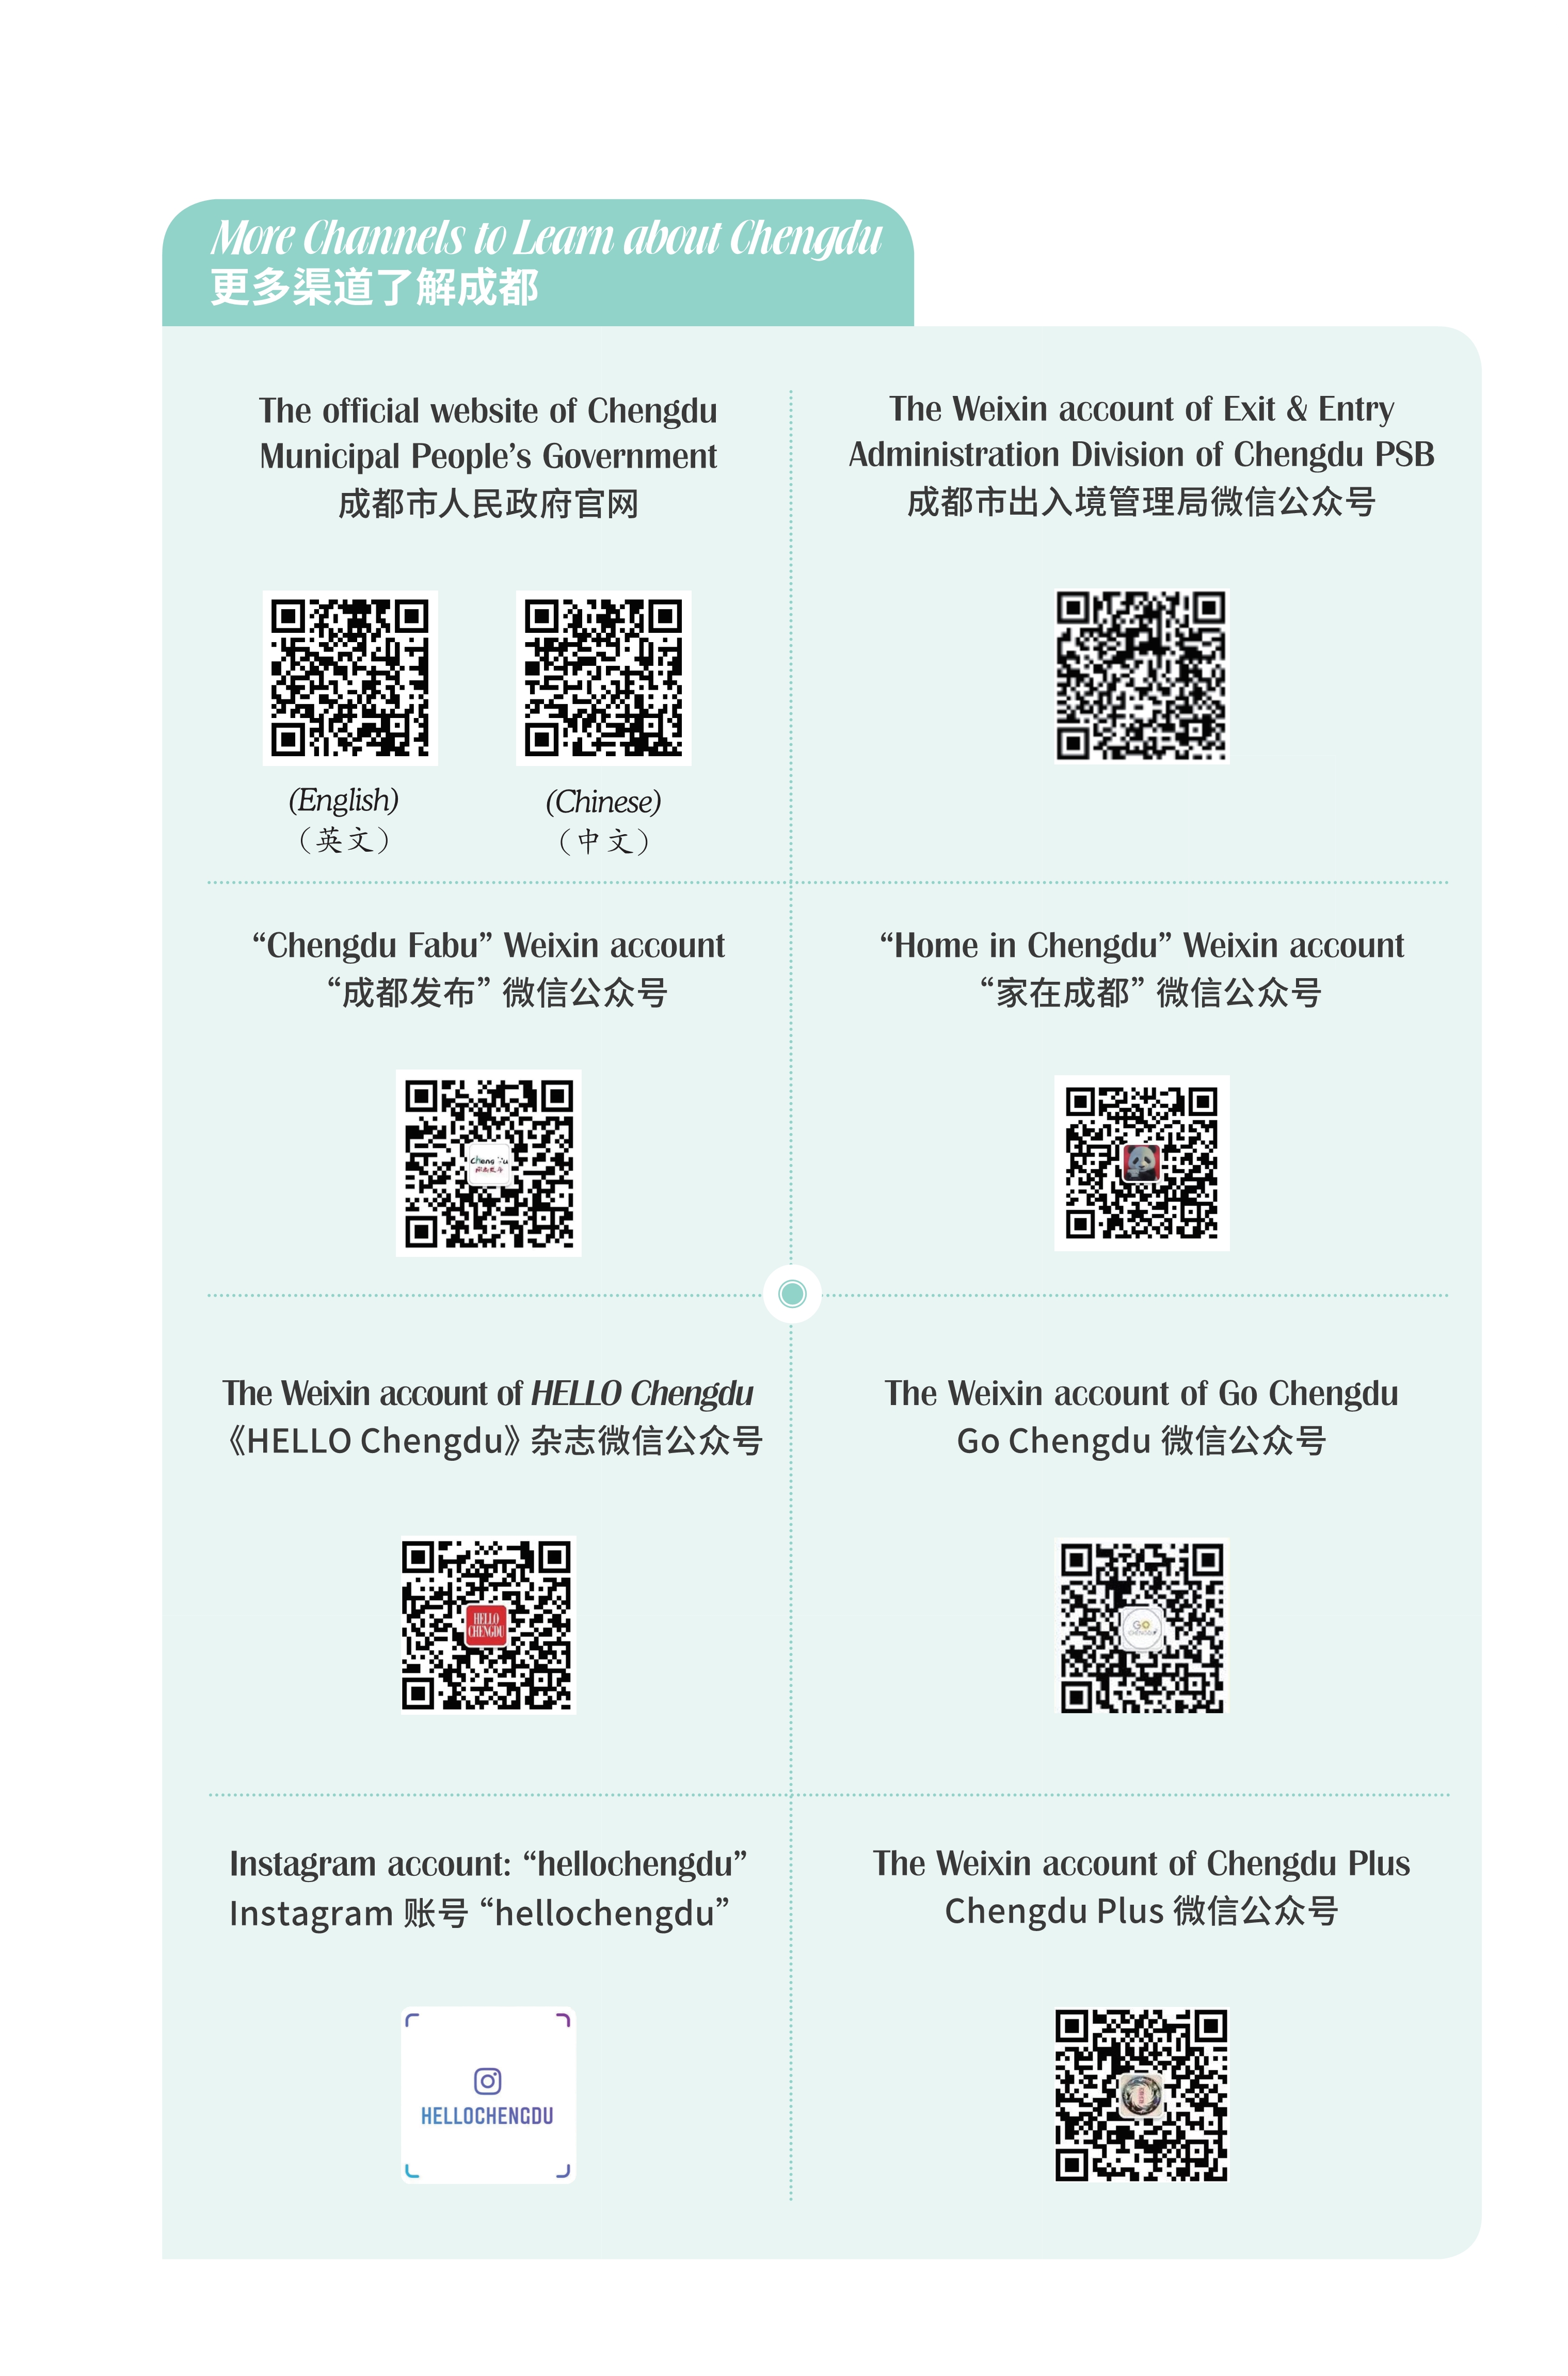 More Channels to Learn about Chengdu
更多渠道了解成都
The official website of Chengdu
Municipal People’s Government
成都市人民政府官网
(English)
（英文）
(Chinese)
（中文）
The Weixin account of Exit & Entry
Administration Division of Chengdu PSB
成都市出入境管理局微信公众号
“Chengdu Fabu” Weixin account
“成都发布” 微信公众号
“Home in Chengdu” Weixin account
“家在成都” 微信公众号
The Weixin account of HELLO Chengdu
《HELLO Chengdu》杂志微信公众号
HELLO
CHENGDU
The Weixin account of Go Chengdu
Go Chengdu 微信公众号
GO
CHENGDU
Instagram account: “hellochengdu”
Instagram 账号 “hellochengdu”
HELLOCHENGDU
The Weixin account of Chengdu Plus
Chengdu Plus 微信公众号